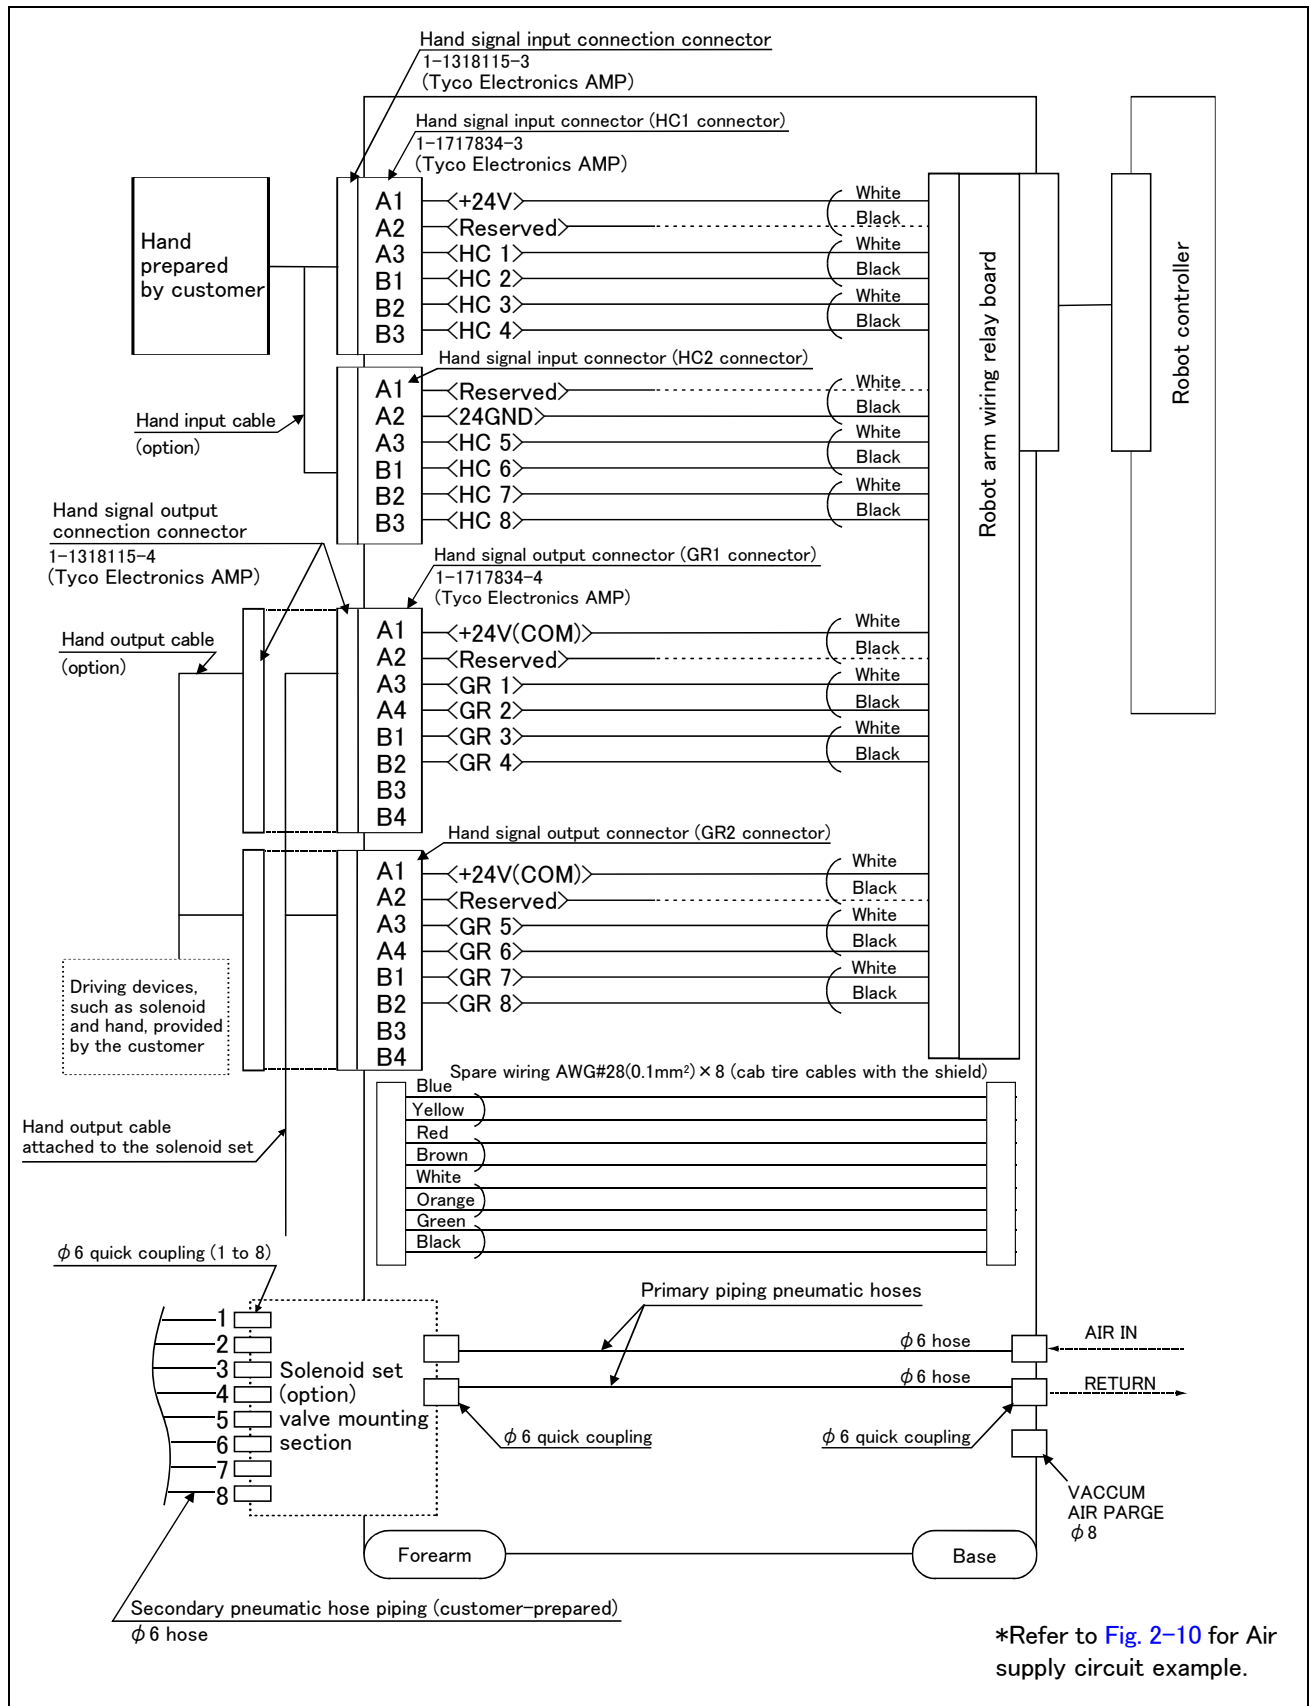 Hand signal input connection connector
1-1318115-3
(Tyco Electronics AMP)
Hand signal input connector (HC1 connector)
1-1717834-3
(Tyco Electronics AMP)
Hand
prepared
by customer
A1 <+24V> White
A2 <Reserved> Black
A3 <HC 1> White
B1 <HC 2> Black
B2 <HC 3> White
B3 <HC 4> Black
Robot arm wiring relay board
Robot controller
Hand signal input connector (HC2 connector)
A1 <Reserved> White
A2 <24GND> Black
A3 <HC 5> White
B1 <HC 6> Black
B2 <HC 7> White
B3 <HC 8> Black
Hand input cable
(option)
Hand signal output
connection connector
1-1318115-4
(Tyco Electronics AMP)
Hand signal output connector (GR1 connector)
1-1717834-4
(Tyco Electronics AMP)
Hand output cable
(option)
A1 <+24V(COM)> White
A2 <Reserved> Black
A3 <GR 1> White
A4 <GR 2> Black
B1 <GR 3> White
B2 <GR 4> Black
B3
B4
Hand signal output connector (GR2 connector)
A1 <+24V(COM)> White
A2 <Reserved> Black
A3 <GR 5> White
A4 <GR 6> Black
B1 <GR 7> White
B2 <GR 8> Black
B3
B4
Driving devices,
such as solenoid
and hand, provided
by the customer
Spare wiring AWG#28(0.1mm²)×8 (cab tire cables with the shield)
Blue
Yellow
Red
Brown
White
Orange
Green
Black
Hand output cable
attached to the solenoid set
φ6 quick coupling (1 to 8)
1
2
3
4
5
6
7
8
Solenoid set
(option)
valve mounting
section
Primary piping pneumatic hoses
φ6 hose
AIR IN
φ6 hose
RETURN
φ6 quick coupling
φ6 quick coupling
VACCUM
AIR PARGE
φ8
Forearm
Base
Secondary pneumatic hose piping (customer-prepared)
φ6 hose
*Refer to Fig. 2-10 for Air
supply circuit example.